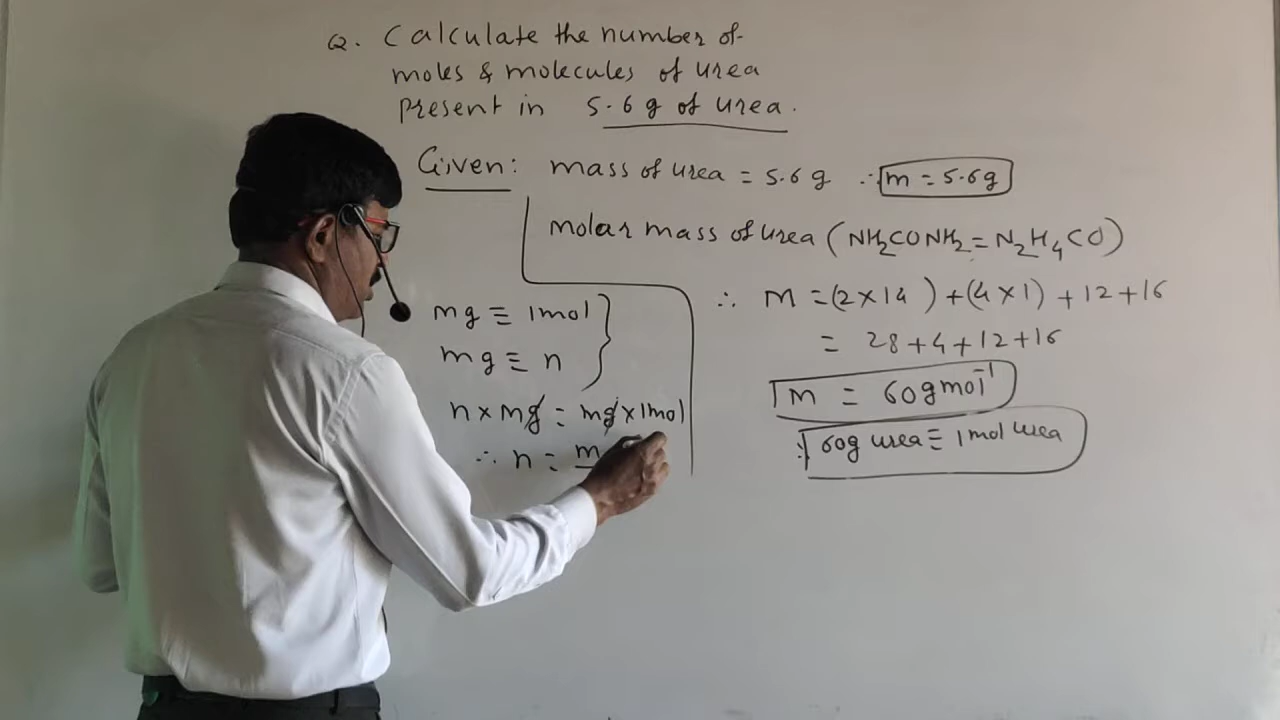 Q. Calculate the number of
moles & molecules of urea
present in 5.6 g of urea.
Given: mass of urea = 5.6 g ∴ m = 5.6g
molar mass of urea (NH₂CONH₂ = N₂H₄CO)
∴ M = (2×14) + (4×1) + 12 + 16
= 28 + 4 + 12 + 16
M = 60 g mol⁻¹
∴ 60g urea ≡ 1 mol urea
Mg ≡ 1mol
mg ≡ n
n × Mg = mg × 1mol
∴ n = m